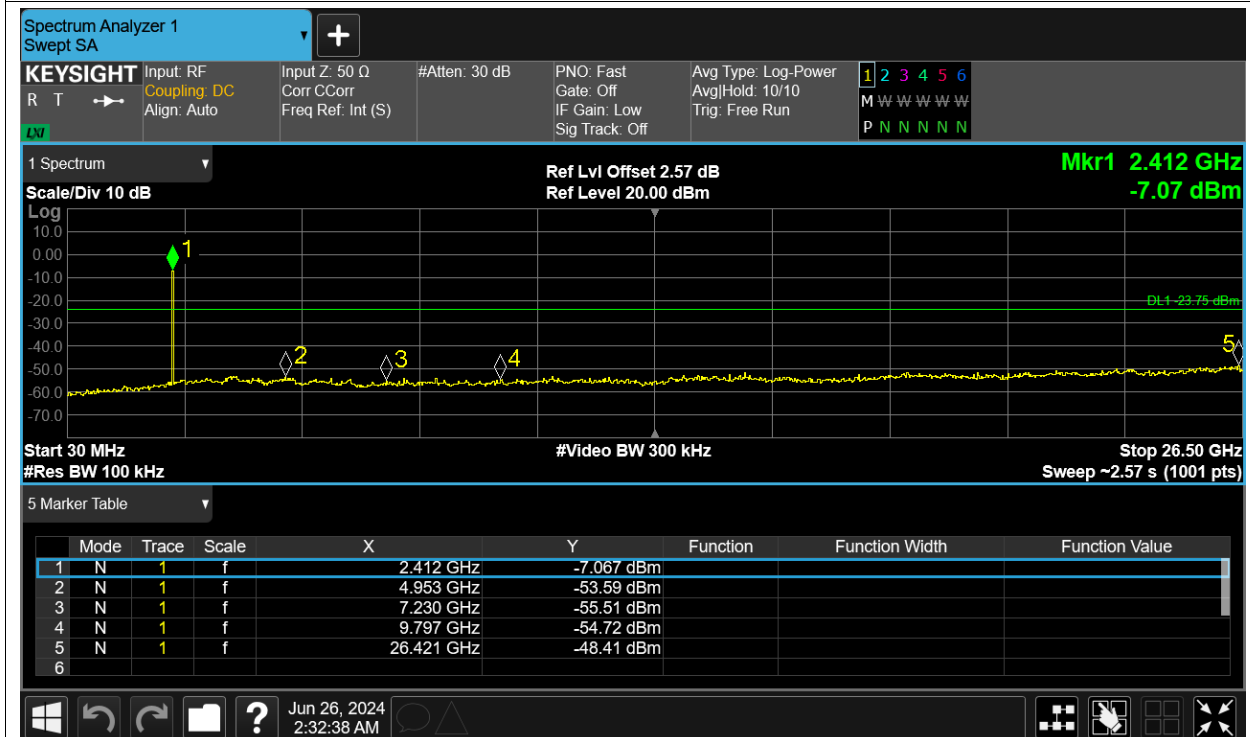 Spectrum Analyzer 1
Swept SA
KEYSIGHT
R T
LXI
Input: RF
Coupling: DC
Align: Auto
Input Z: 50 Ω
Corr CCorr
Freq Ref: Int (S)
#Atten: 30 dB
PNO: Fast
Gate: Off
IF Gain: Low
Sig Track: Off
Avg Type: Log-Power
Avg|Hold: 10/10
Trig: Free Run
1 2 3 4 5 6
M W W W W W
P N N N N N
1 Spectrum
Scale/Div 10 dB
Ref Lvl Offset 2.57 dB
Ref Level 20.00 dBm
Mkr1 2.412 GHz
-7.07 dBm
Log
10.0
0.00
-10.0
-20.0
-30.0
-40.0
-50.0
-60.0
-70.0
1
2
3
4
5
DL1 -23.75 dBm
Start 30 MHz
#Video BW 300 kHz
Stop 26.50 GHz
#Res BW 100 kHz
Sweep ~2.57 s (1001 pts)
5 Marker Table
Mode Trace Scale X Y Function Function Width Function Value
1 N 1 f 2.412 GHz -7.067 dBm
2 N 1 f 4.953 GHz -53.59 dBm
3 N 1 f 7.230 GHz -55.51 dBm
4 N 1 f 9.797 GHz -54.72 dBm
5 N 1 f 26.421 GHz -48.41 dBm
6
?
Jun 26, 2024
2:32:38 AM